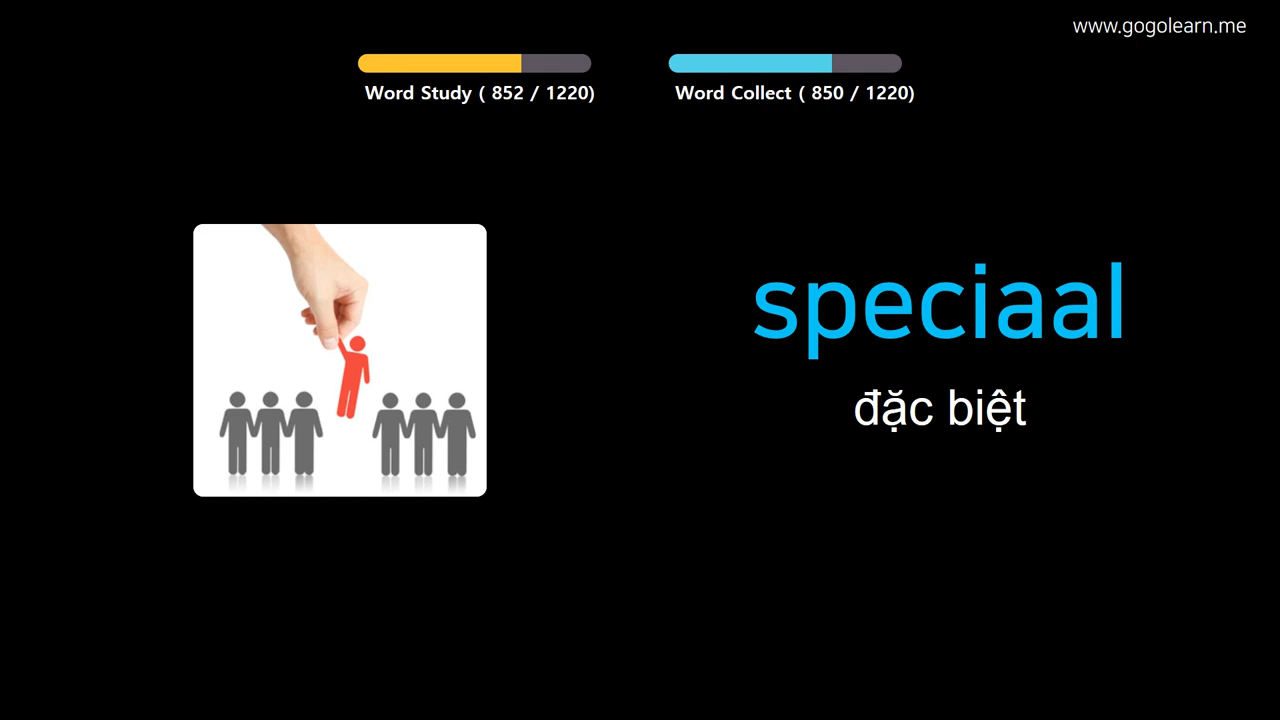 www.gogolearn.me
Word Study ( 852 / 1220)
Word Collect ( 850 / 1220)
speciaal
đặc biệt